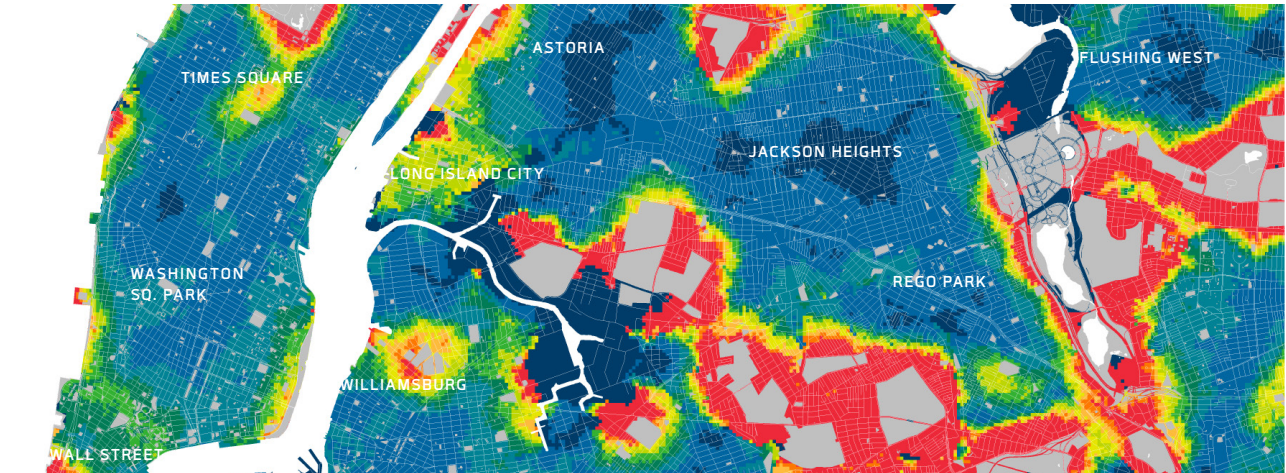 ASTORIA
FLUSHING WEST
TIMES SQUARE
JACKSON HEIGHTS
LONG ISLAND CITY
WASHINGTON
SQ. PARK
REGO PARK
WILLIAMSBURG
WALL STREET